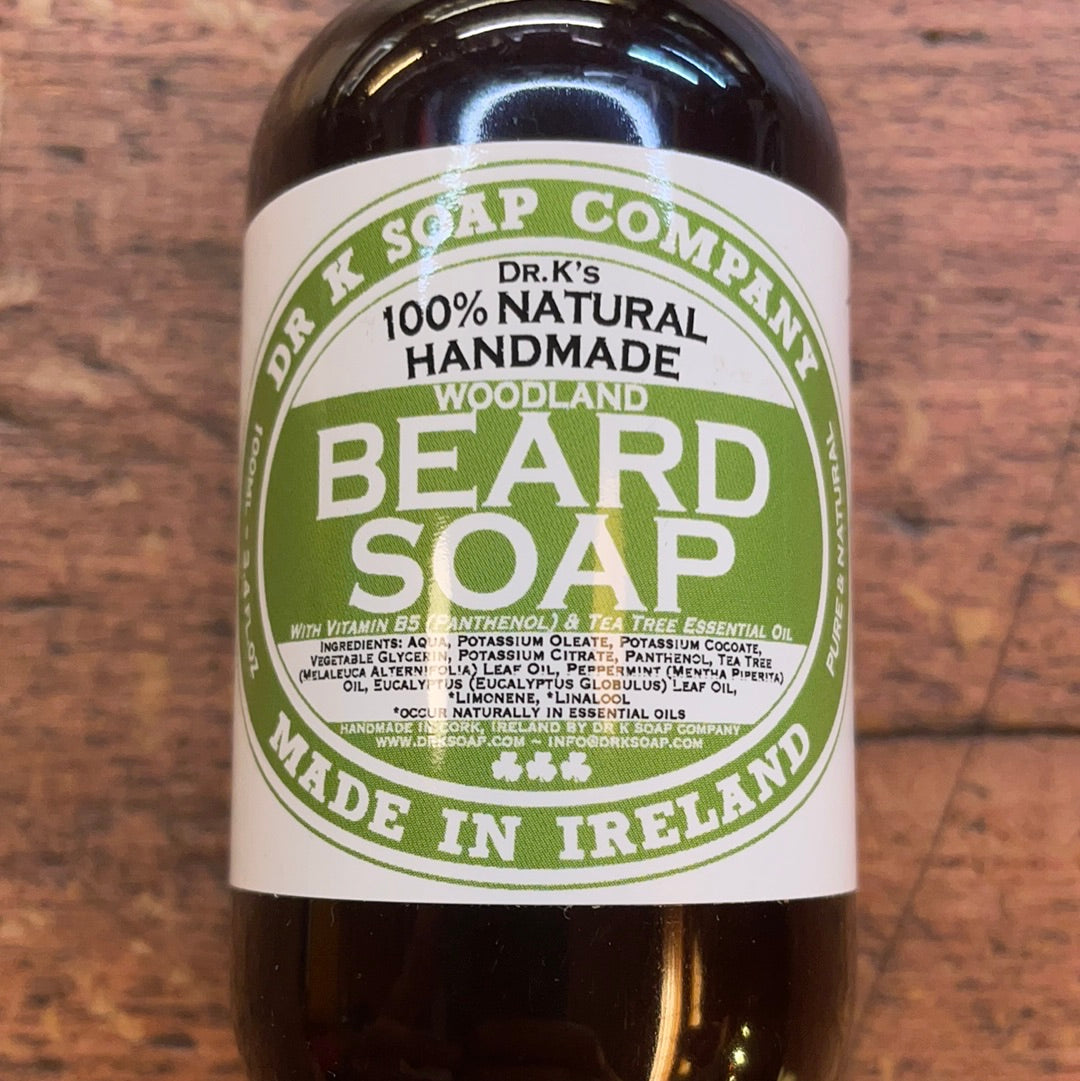 DR K SOAP COMPANY
DR.K'S
100% NATURAL
HANDMADE
WOODLAND
BEARD
SOAP
WITH VITAMIN B5 (PANTHENOL) & TEA TREE ESSENTIAL OIL
INGREDIENTS: AQUA, POTASSIUM OLEATE, POTASSIUM COCOATE,
VEGETABLE GLYCERIN, POTASSIUM CITRATE, PANTHENOL, TEA TREE
(MELALEUCA ALTERNIFOLIA) LEAF OIL, PEPPERMINT (MENTHA PIPERITA)
OIL, EUCALYPTUS (EUCALYPTUS GLOBULUS) LEAF OIL,
*LIMONENE, *LINALOOL
*OCCUR NATURALLY IN ESSENTIAL OILS
HANDMADE IN CORK, IRELAND BY DR K SOAP COMPANY
WWW.DRKSOAP.COM ~ INFO@DRKSOAP.COM
MADE IN IRELAND
100ML - 3.4FL
PURE & NATURAL